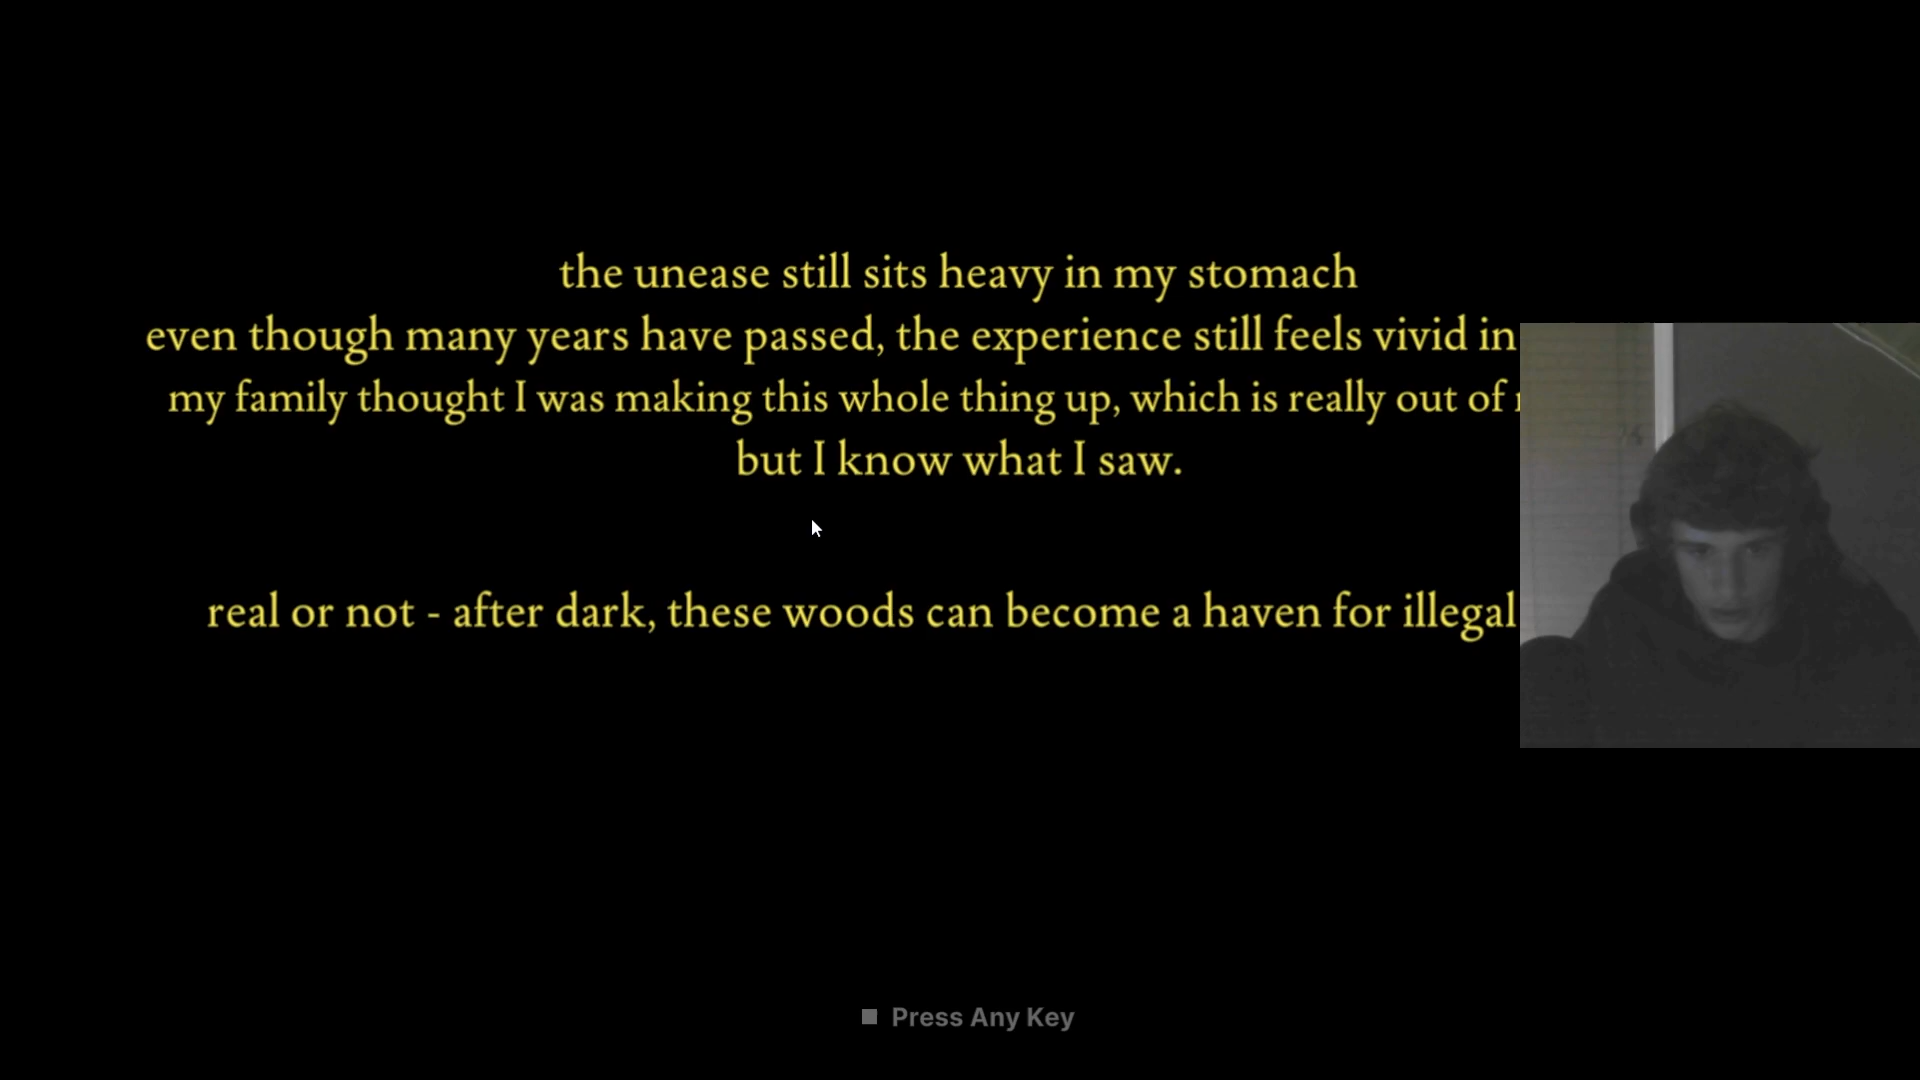 the unease still sits heavy in my stomach
even though many years have passed, the experience still feels vivid in
my family thought I was making this whole thing up, which is really out of
but I know what I saw.
real or not - after dark, these woods can become a haven for illegal
Press Any Key